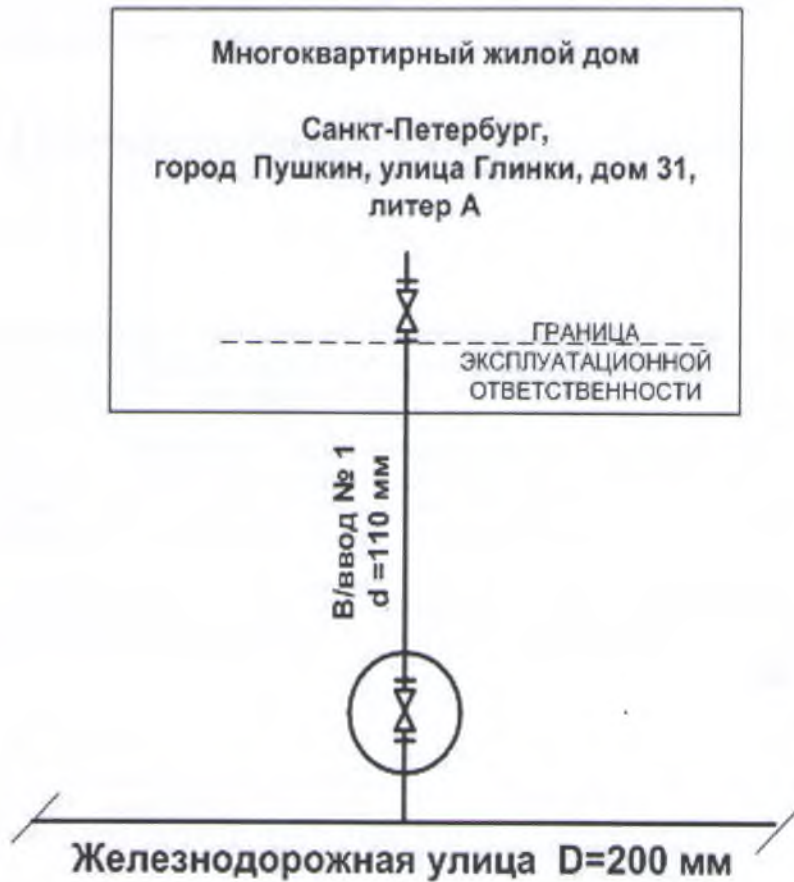 Многоквартирный жилой дом
Санкт-Петербург,
город Пушкин, улица Глинки, дом 31,
литер А
ГРАНИЦА
ЭКСПЛУАТАЦИОННОЙ
ОТВЕТСТВЕННОСТИ
В/ввод № 1
d =110 мм
Железнодорожная улица D=200 мм